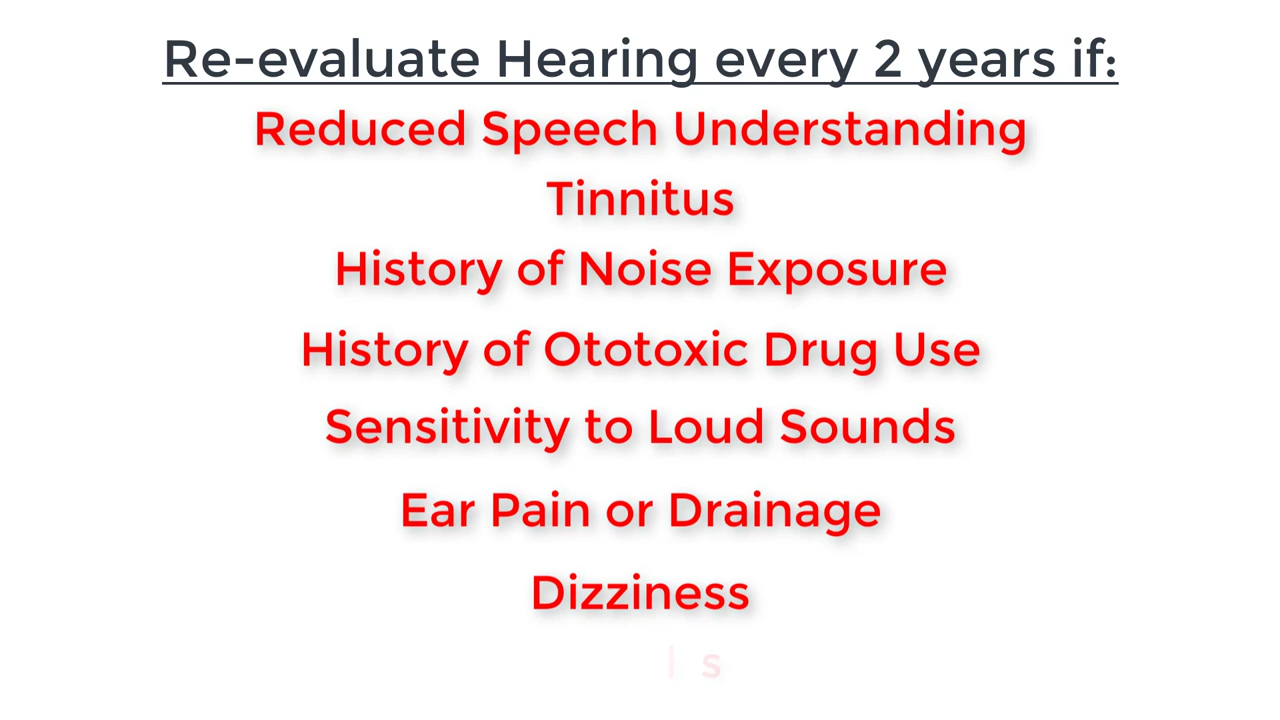 Re-evaluate Hearing every 2 years if:
Reduced Speech Understanding
Tinnitus
History of Noise Exposure
History of Ototoxic Drug Use
Sensitivity to Loud Sounds
Ear Pain or Drainage
Dizziness